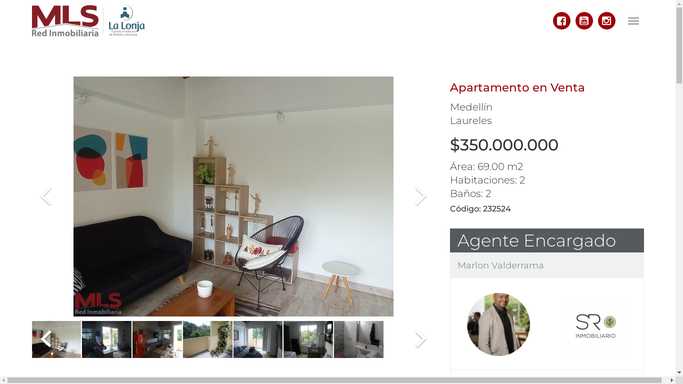 MLS
Red Inmobiliaria
La Lonja
Apartamento en Venta
Medellín
Laureles
$350.000.000
Área: 69.00 m2
Habitaciones: 2
Baños: 2
Código: 232524
Agente Encargado
Marlon Valderrama
MLS
Red Inmobiliaria
SR
INMOBILIARIO